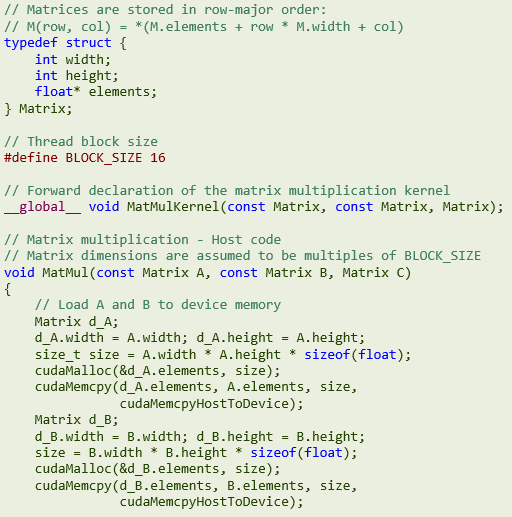 // Matrices are stored in row-major order:
// M(row, col) = *(M.elements + row * M.width + col)
typedef struct {
    int width;
    int height;
    float* elements;
} Matrix;

// Thread block size
#define BLOCK_SIZE 16

// Forward declaration of the matrix multiplication kernel
__global__ void MatMulKernel(const Matrix, const Matrix, Matrix);

// Matrix multiplication - Host code
// Matrix dimensions are assumed to be multiples of BLOCK_SIZE
void MatMul(const Matrix A, const Matrix B, Matrix C)
{
    // Load A and B to device memory
    Matrix d_A;
    d_A.width = A.width; d_A.height = A.height;
    size_t size = A.width * A.height * sizeof(float);
    cudaMalloc(&d_A.elements, size);
    cudaMemcpy(d_A.elements, A.elements, size,
               cudaMemcpyHostToDevice);
    Matrix d_B;
    d_B.width = B.width; d_B.height = B.height;
    size = B.width * B.height * sizeof(float);
    cudaMalloc(&d_B.elements, size);
    cudaMemcpy(d_B.elements, B.elements, size,
               cudaMemcpyHostToDevice);